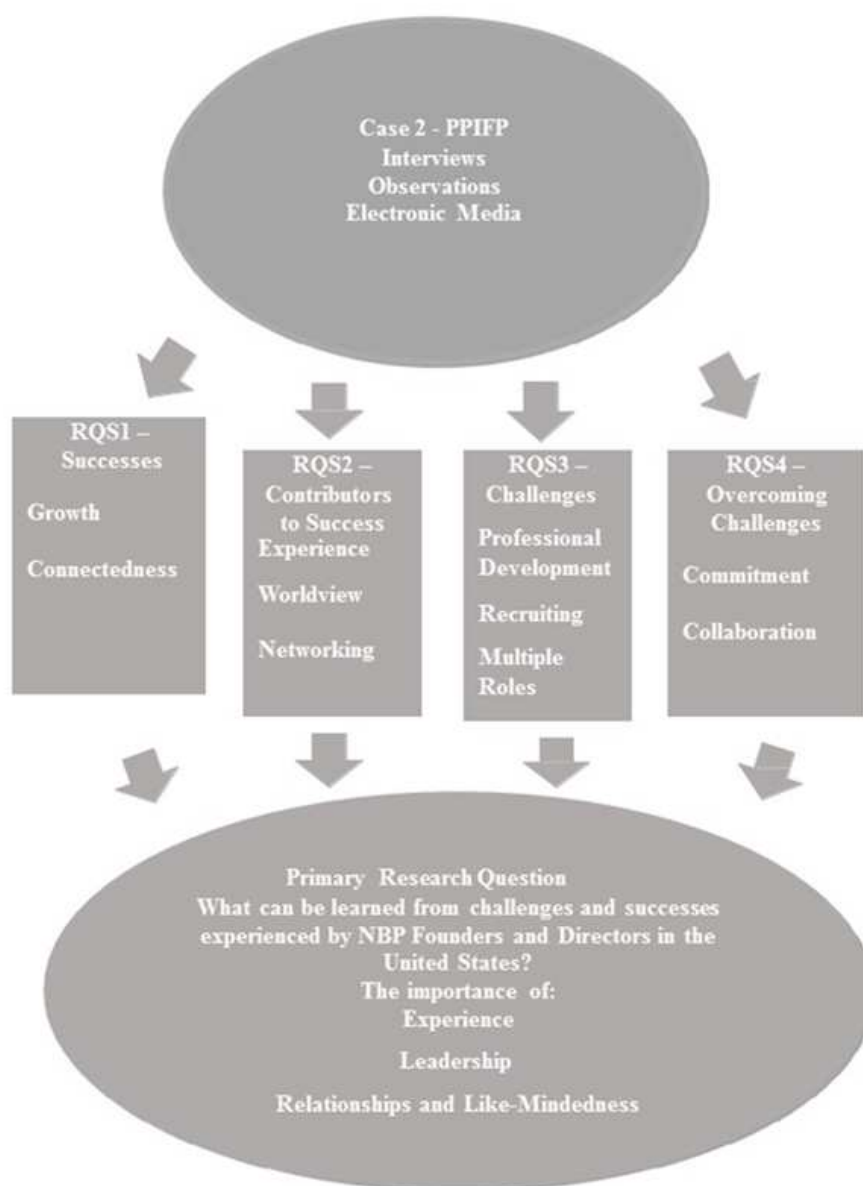 Case 2 - PPIFP
Interviews
Observations
Electronic Media
RQS1 –
Successes
Growth
Connectedness
RQS2 –
Contributors
to Success
Experience
Worldview
Networking
RQS3 –
Challenges
Professional
Development
Recruiting
Multiple
Roles
RQS4 –
Overcoming
Challenges
Commitment
Collaboration
Primary Research Question
What can be learned from challenges and successes
experienced by NBP Founders and Directors in the
United States?
The importance of:
Experience
Leadership
Relationships and Like-Mindedness